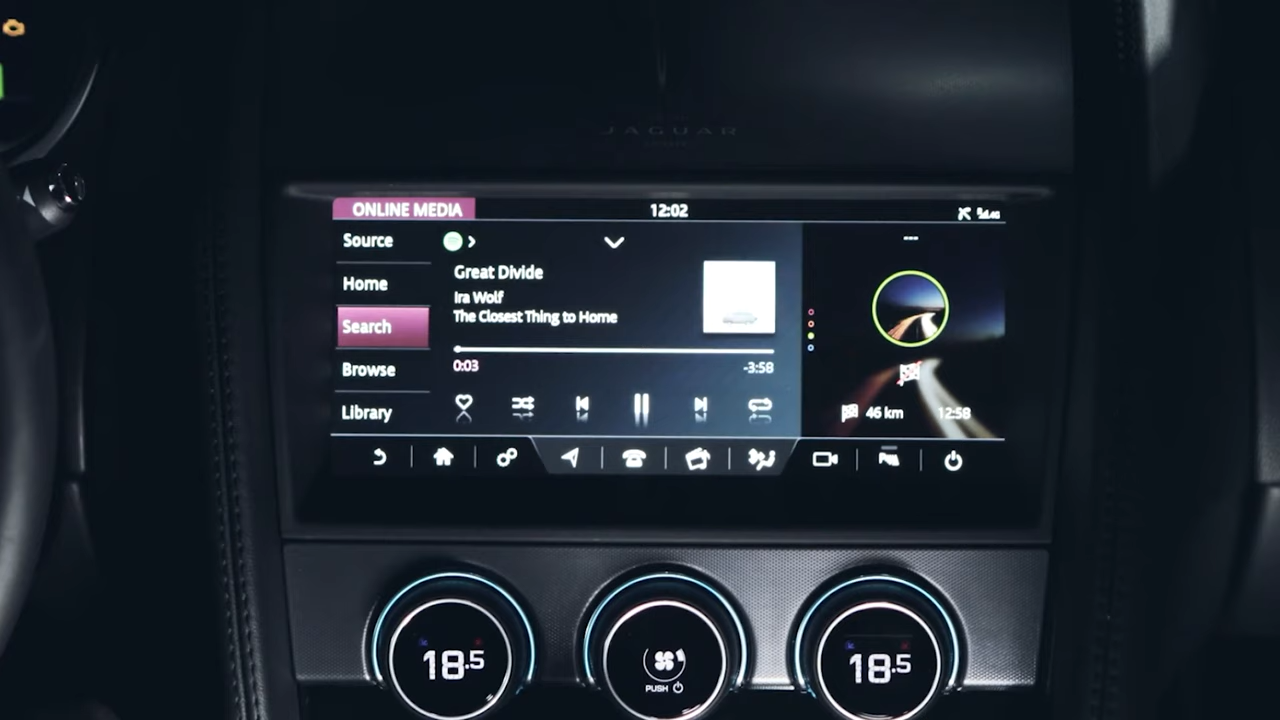 JAGUAR
ONLINE MEDIA
12:02
4G
Source
Home
Search
Browse
Library
Great Divide
Ira Wolf
The Closest Thing to Home
0:03
-3:58
---
46 km
12:58
18.5
PUSH
18.5